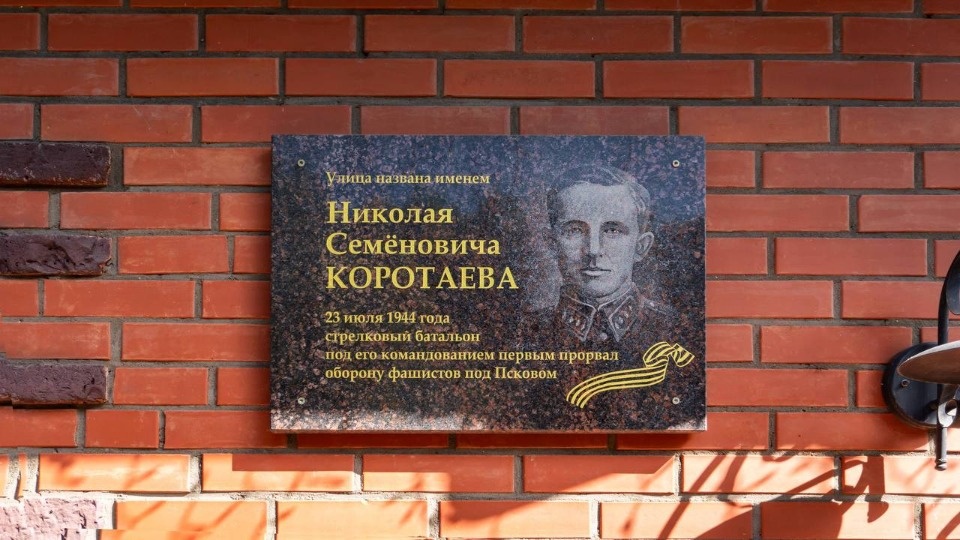 Улица названа именем
Николая
Семёновича
КОРОТАЕВА
23 июля 1944 года
стрелковый батальон
под его командованием первым прорвал
оборону фашистов под Псковом